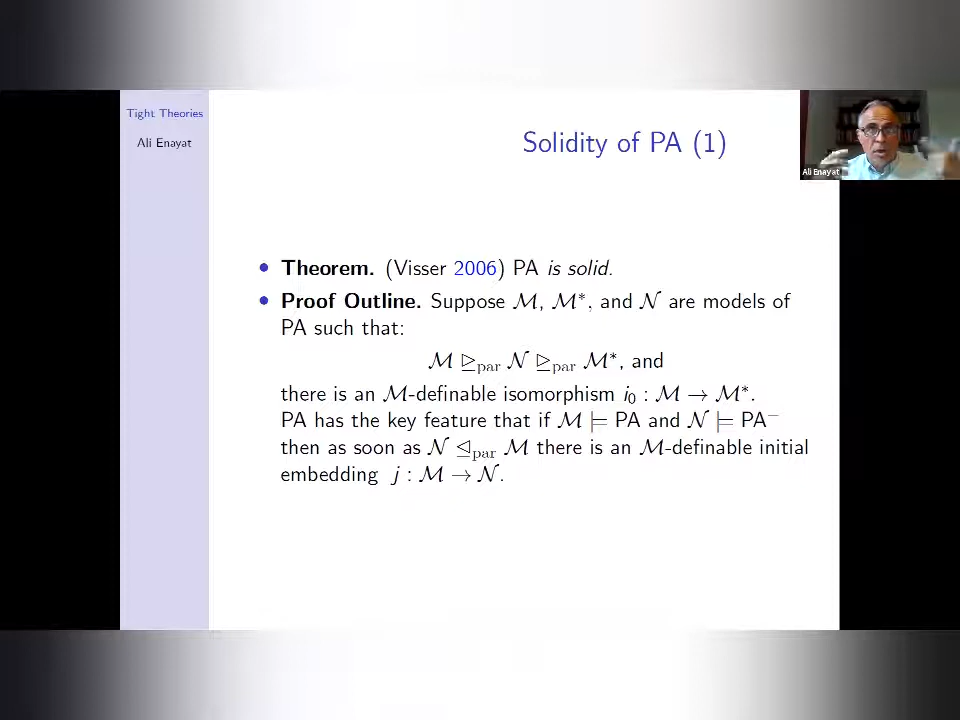 Tight Theories
Ali Enayat
Solidity of PA (1)
Ali Enayat
• Theorem. (Visser 2006) PA is solid.
• Proof Outline. Suppose ℳ, ℳ*, and 𝒩 are models of
PA such that:
ℳ ⊵par 𝒩 ⊵par ℳ*, and
there is an ℳ-definable isomorphism i₀ : ℳ → ℳ*.
PA has the key feature that if ℳ ⊨ PA and 𝒩 ⊨ PA⁻
then as soon as 𝒩 ⊴par ℳ there is an ℳ-definable initial
embedding j : ℳ → 𝒩.